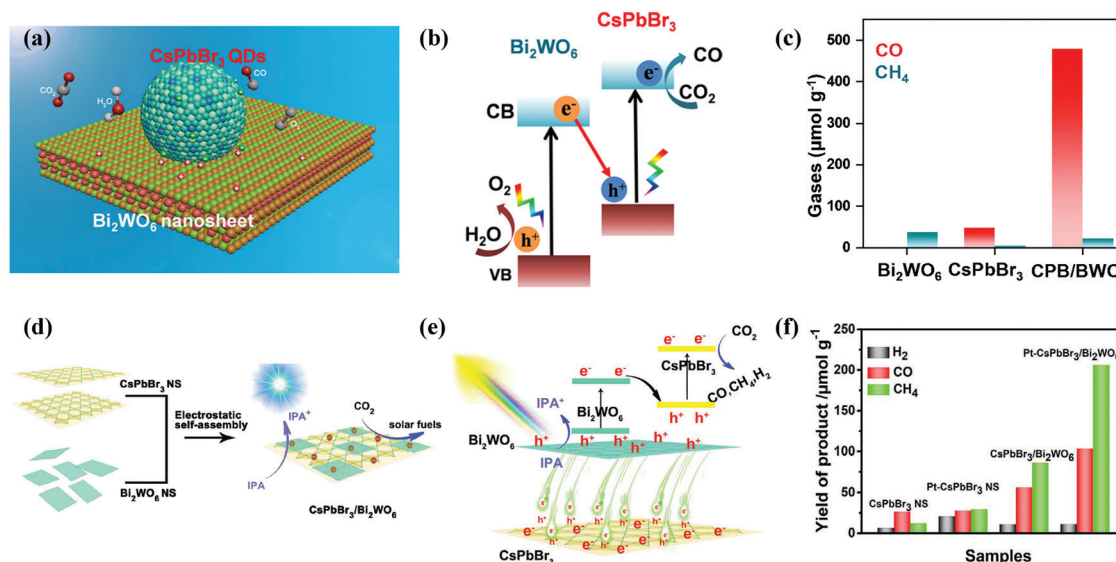 (a)
CsPbBr₃ QDs
CO₂
H₂O
CO
O₂
Bi₂WO₆ nanosheet
(b)
CsPbBr₃
Bi₂WO₆
e⁻
CO
CO₂
CB
e⁻
h⁺
O₂
H₂O
h⁺
VB
(c)
CO
CH₄
Gases (μmol g⁻¹)
500
400
300
200
100
0
Bi₂WO₆ CsPbBr₃ CPB/BWO
(d)
CsPbBr₃ NS
Electrostatic
self-assembly
Bi₂WO₆ NS
IPA⁺
IPA
CO₂
solar fuels
CsPbBr₃/Bi₂WO₆
(e)
e⁻ e⁻
CO₂
CsPbBr₃
CO,CH₄,H₂
h⁺ h⁺
e⁻ e⁻
Bi₂WO₆
IPA⁺
IPA
Bi₂WO₆
h⁺ h⁺ h⁺ h⁺ h⁺
h⁺ h⁺
e⁻ e⁻ e⁻ e⁻ e⁻
CsPbBr₃
(f)
Yield of product /μmol g⁻¹
250
225
200
150
100
50
25
0
H₂
CO
CH₄
CsPbBr₃ NS
Pt-CsPbBr₃ NS
CsPbBr₃/Bi₂WO₆
Pt-CsPbBr₃/Bi₂WO₆
Samples